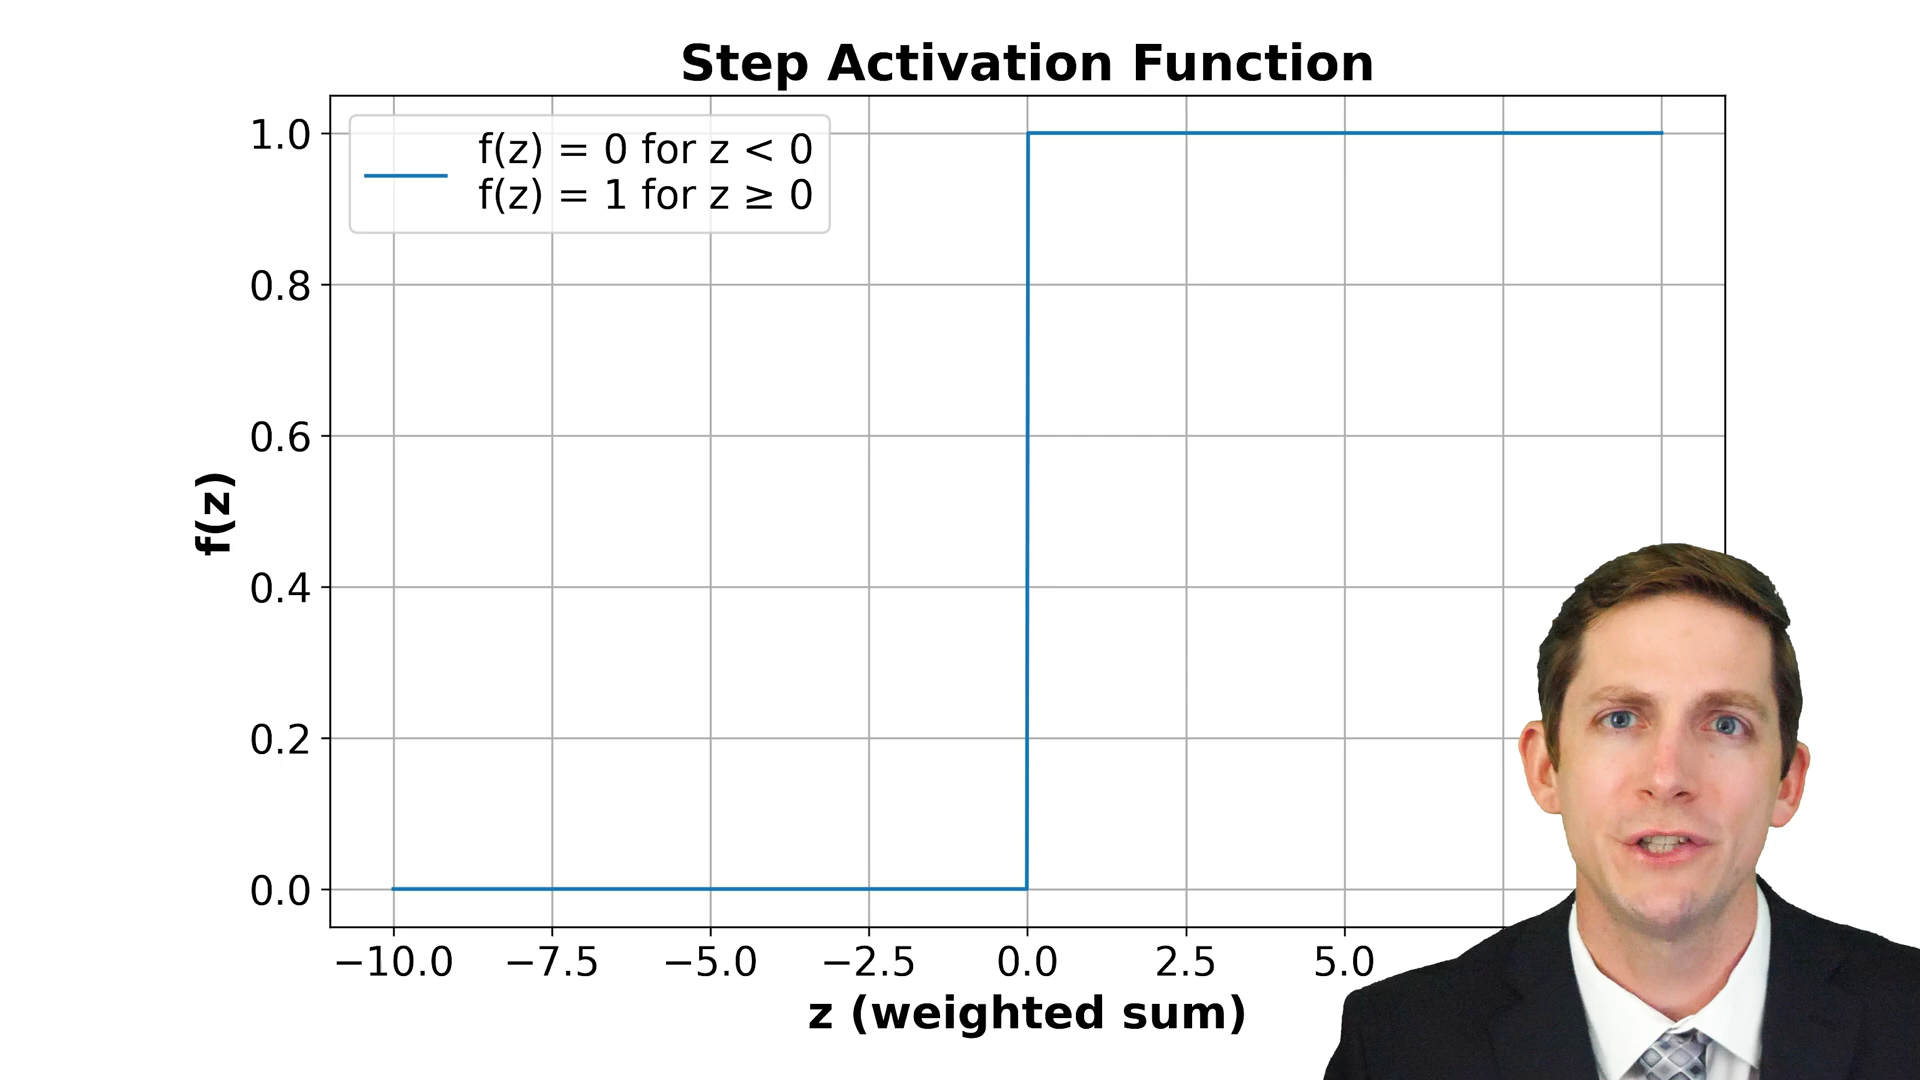 Step Activation Function
f(z) = 0 for z < 0
f(z) = 1 for z ≥ 0
1.0
0.8
0.6
0.4
0.2
0.0
f(z)
−10.0 −7.5 −5.0 −2.5 0.0 2.5 5.0
z (weighted sum)